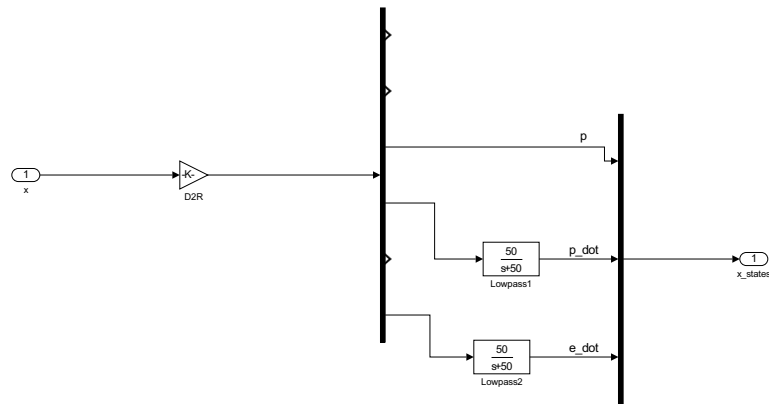 p
1
x
-K-
D2R
50
s+50
Lowpass1
p_dot
1
x_states
50
s+50
Lowpass2
e_dot